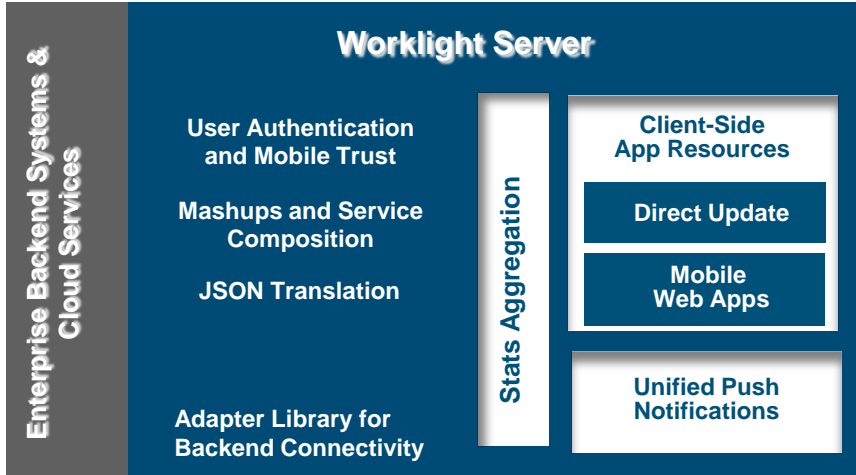 Enterprise Backend Systems &
Cloud Services
Worklight Server
User Authentication
and Mobile Trust
Mashups and Service
Composition
JSON Translation
Adapter Library for
Backend Connectivity
Stats Aggregation
Client-Side
App Resources
Direct Update
Mobile
Web Apps
Unified Push
Notifications